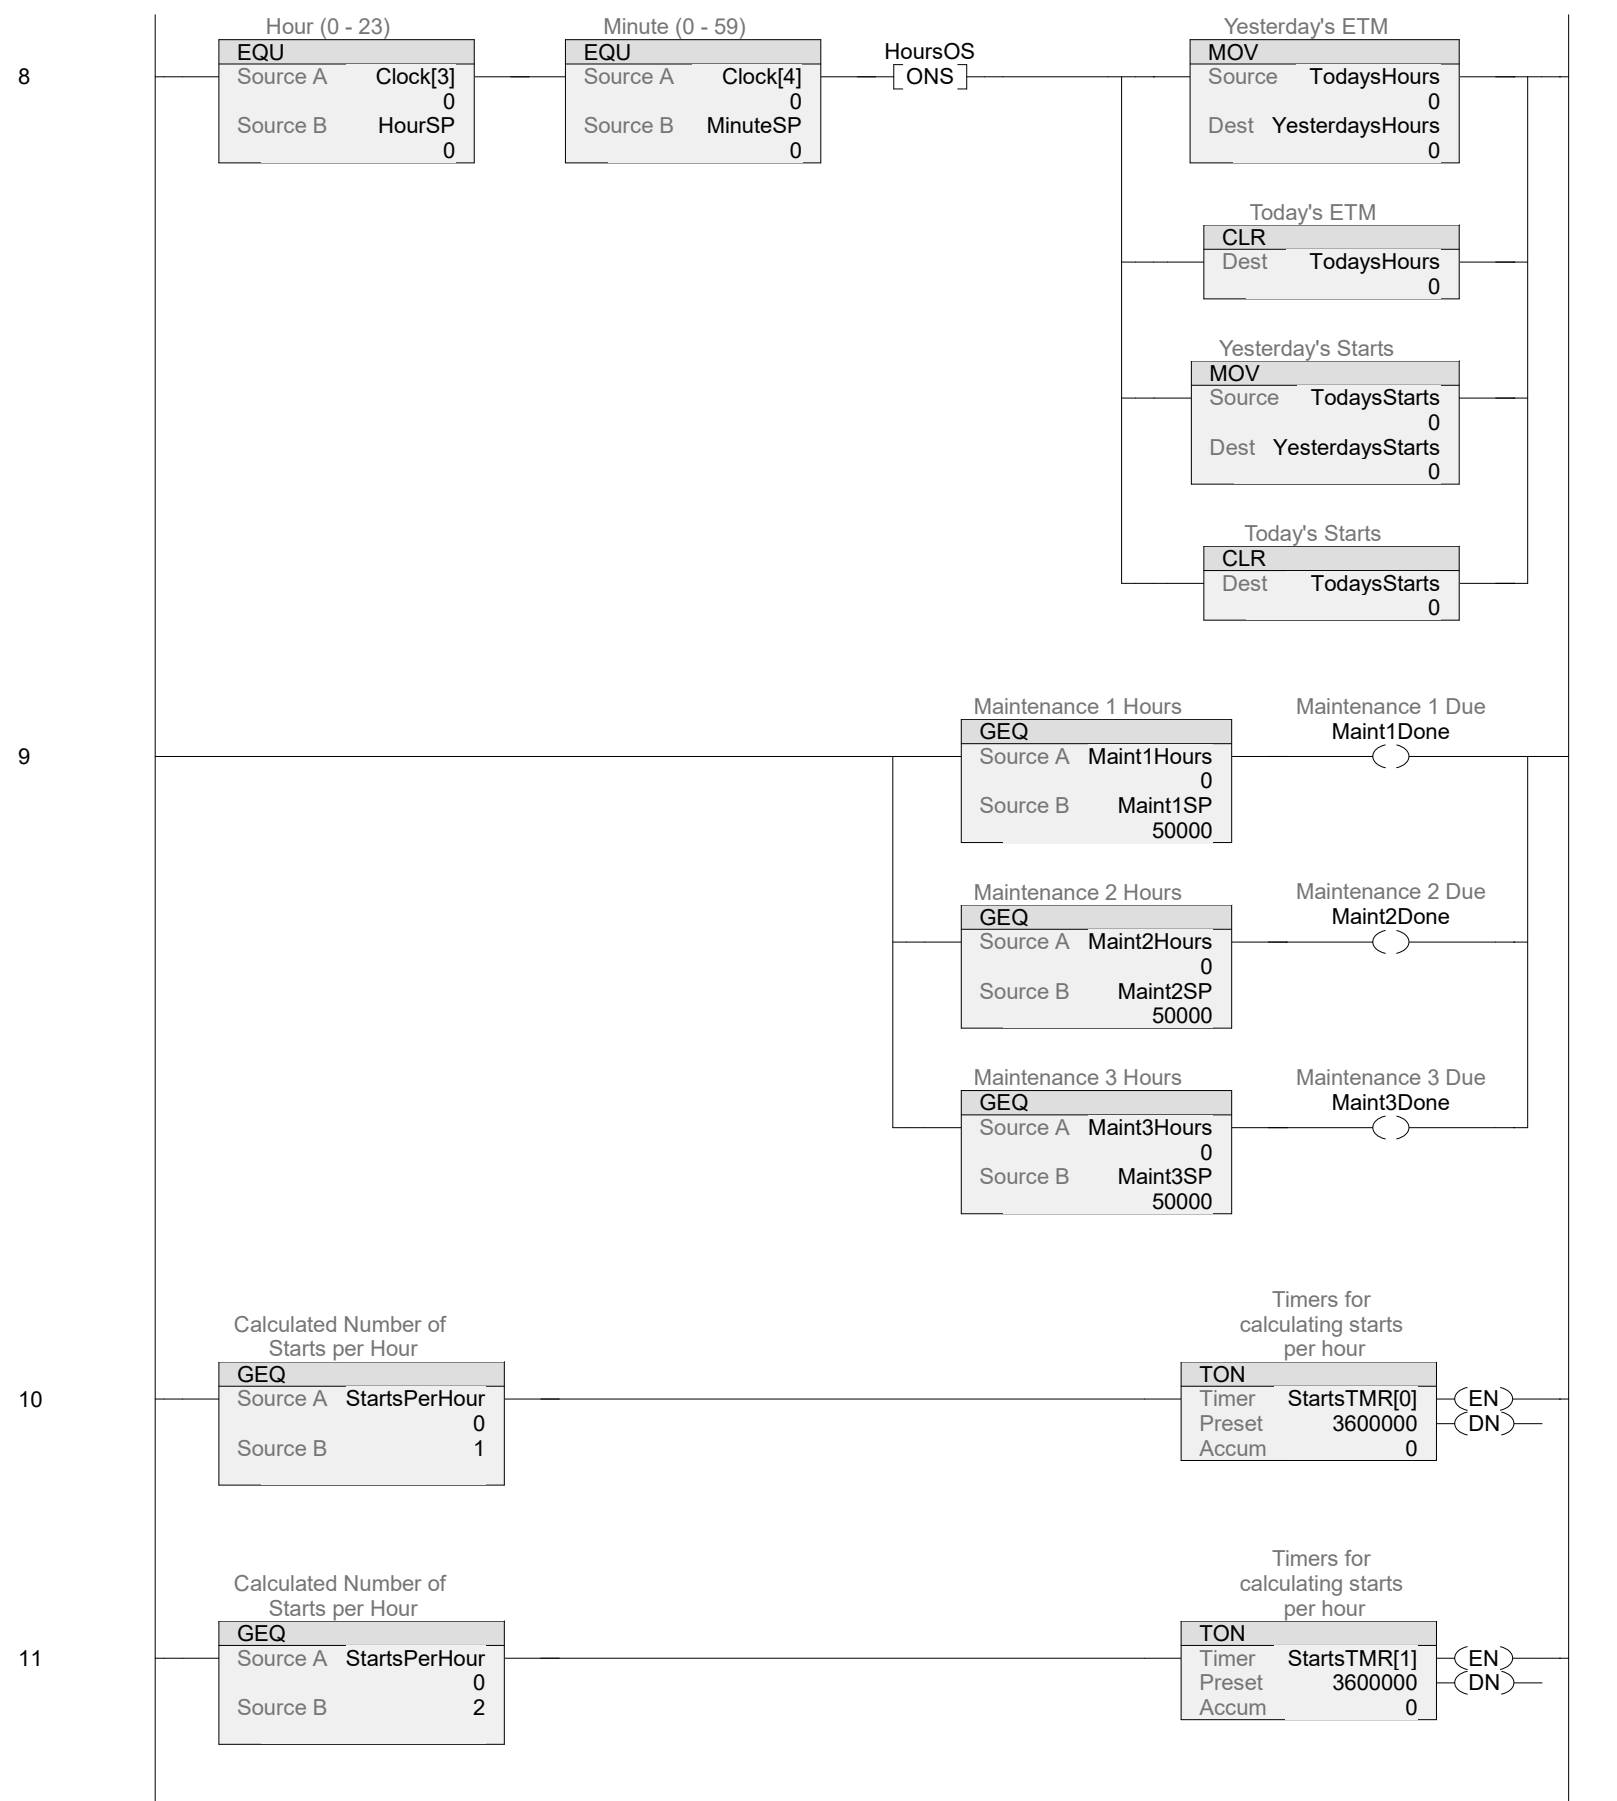 Hour (0 - 23)
EQU
Source A Clock[3]
0
Source B HourSP
0
Minute (0 - 59)
EQU
Source A Clock[4]
0
Source B MinuteSP
0
HoursOS
ONS
Yesterday's ETM
MOV
Source TodaysHours
0
Dest YesterdaysHours
0
8
Today's ETM
CLR
Dest TodaysHours
0
Yesterday's Starts
MOV
Source TodaysStarts
0
Dest YesterdaysStarts
0
Today's Starts
CLR
Dest TodaysStarts
0
9
Maintenance 1 Hours
GEQ
Source A Maint1Hours
0
Source B Maint1SP
50000
Maintenance 1 Due
Maint1Done
Maintenance 2 Hours
GEQ
Source A Maint2Hours
0
Source B Maint2SP
50000
Maintenance 2 Due
Maint2Done
Maintenance 3 Hours
GEQ
Source A Maint3Hours
0
Source B Maint3SP
50000
Maintenance 3 Due
Maint3Done
10
Calculated Number of
Starts per Hour
GEQ
Source A StartsPerHour
0
Source B 1
Timers for
calculating starts
per hour
TON
Timer StartsTMR[0]
Preset 3600000
Accum 0
EN
DN
11
Calculated Number of
Starts per Hour
GEQ
Source A StartsPerHour
0
Source B 2
Timers for
calculating starts
per hour
TON
Timer StartsTMR[1]
Preset 3600000
Accum 0
EN
DN